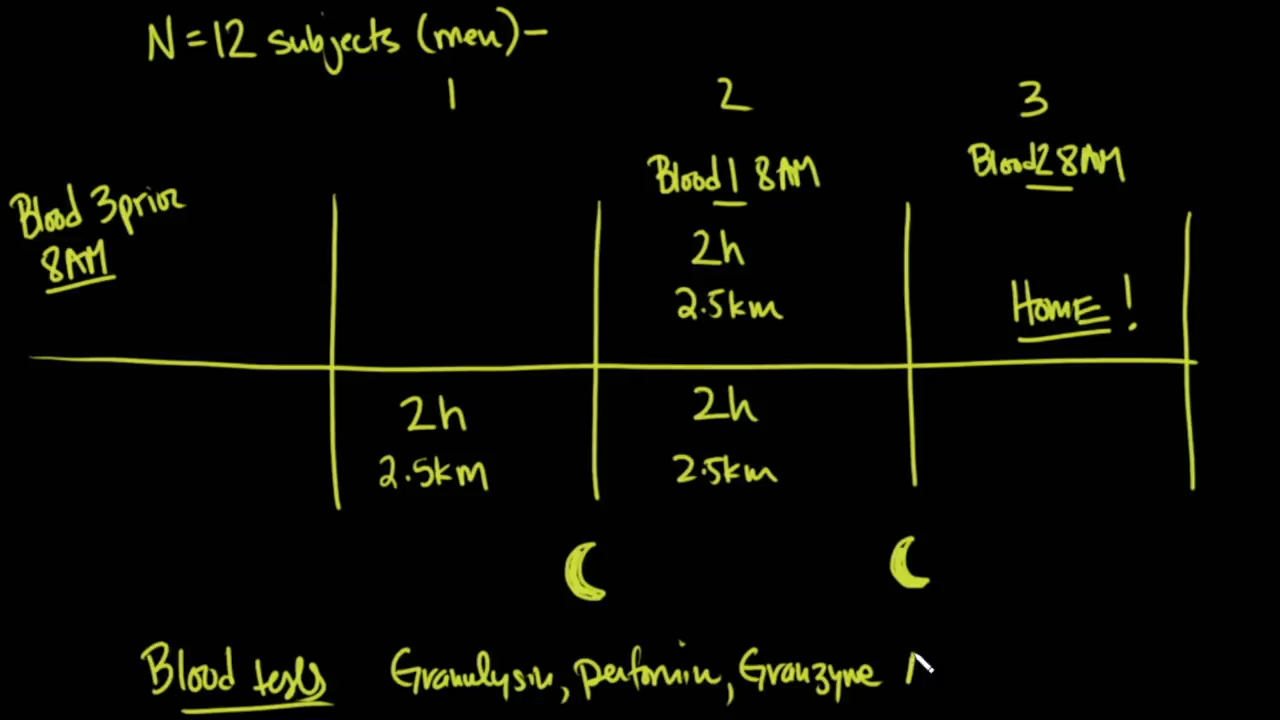 N=12 subjects (men)-
1 2 3
Blood 1 8AM
Blood 2 8AM
Blood 3 prior
8AM
2h
2.5km
HOME!
2h
2.5km
2h
2.5km
Blood tests Granulysin, perforin, Granzyne